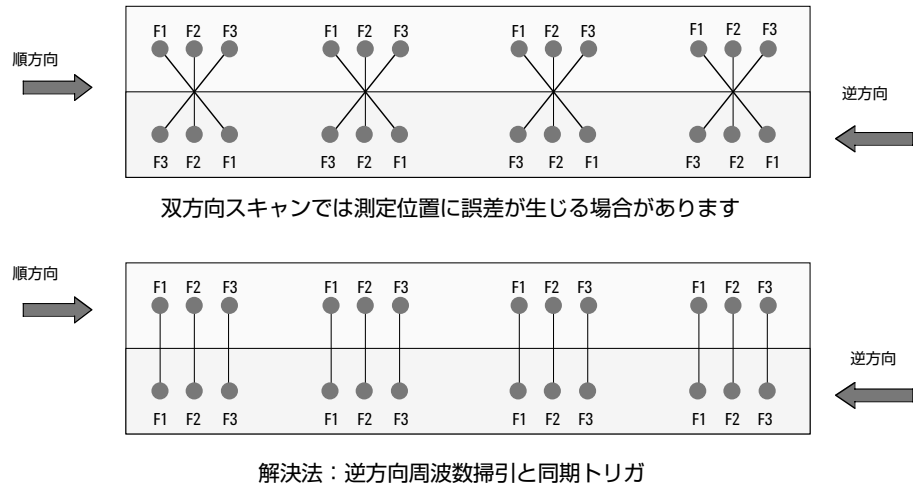 F1 F2 F3 F1 F2 F3 F1 F2 F3 F1 F2 F3
順方向
逆方向
F3 F2 F1 F3 F2 F1 F3 F2 F1 F3 F2 F1
双方向スキャンでは測定位置に誤差が生じる場合があります
順方向
F1 F2 F3 F1 F2 F3 F1 F2 F3 F1 F2 F3
逆方向
F1 F2 F3 F1 F2 F3 F1 F2 F3 F1 F2 F3
解決法：逆方向周波数掃引と同期トリガ